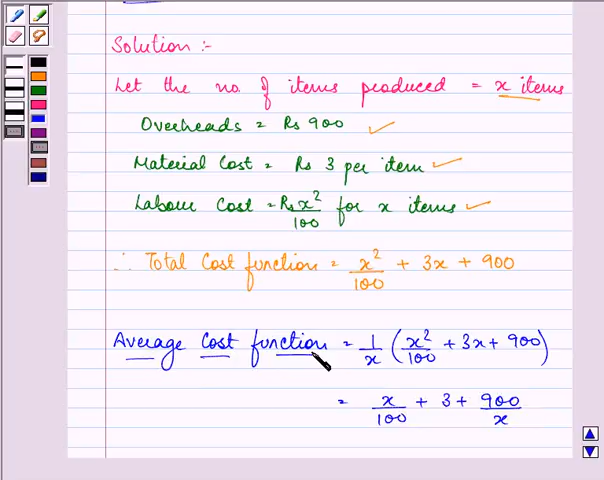 Solution :-
Let the no. of items produced = x items
Overheads = Rs 900
Material Cost = Rs 3 per item
Labour Cost = Rs x²/100 for x items
∴ Total Cost function = x²/100 + 3x + 900
Average Cost function = 1/x (x²/100 + 3x + 900)
= x/100 + 3 + 900/x